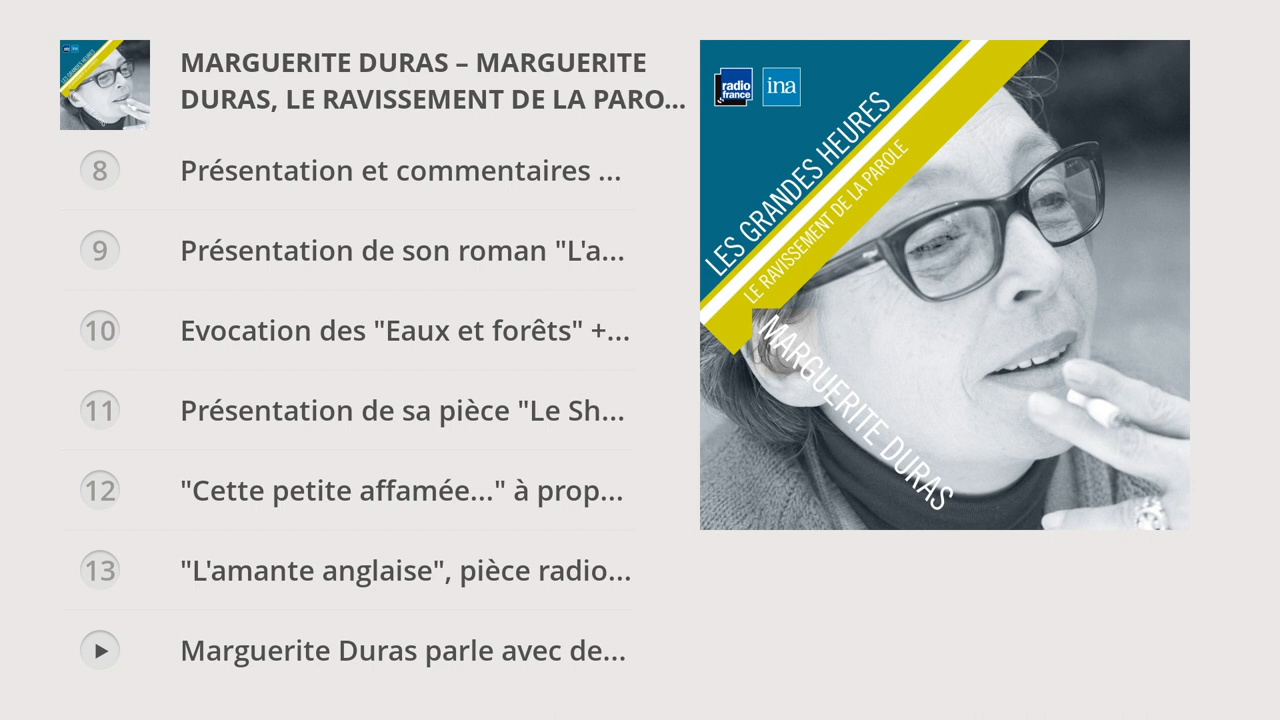 MARGUERITE DURAS – MARGUERITE
DURAS, LE RAVISSEMENT DE LA PARO...
8 Présentation et commentaires ...
9 Présentation de son roman "L'a...
10 Evocation des "Eaux et forêts" +...
11 Présentation de sa pièce "Le Sh...
12 "Cette petite affamée..." à prop...
13 "L'amante anglaise", pièce radio...
Marguerite Duras parle avec de...
radio
france
ina
LES GRANDES HEURES
LE RAVISSEMENT DE LA PAROLE
MARGUERITE DURAS